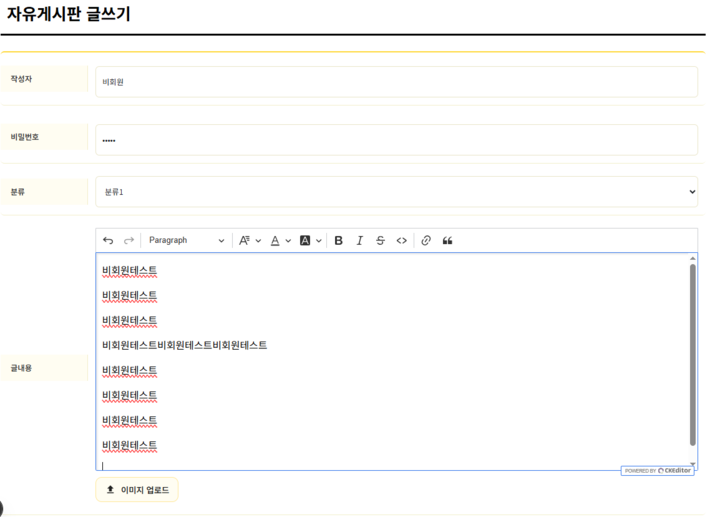 자유게시판 글쓰기
작성자
비회원
비밀번호
•••••
분류
분류1
Paragraph
글내용
비회원테스트
비회원테스트
비회원테스트
비회원테스트비회원테스트비회원테스트
비회원테스트
비회원테스트
비회원테스트
비회원테스트
POWERED BY CKEditor
이미지 업로드